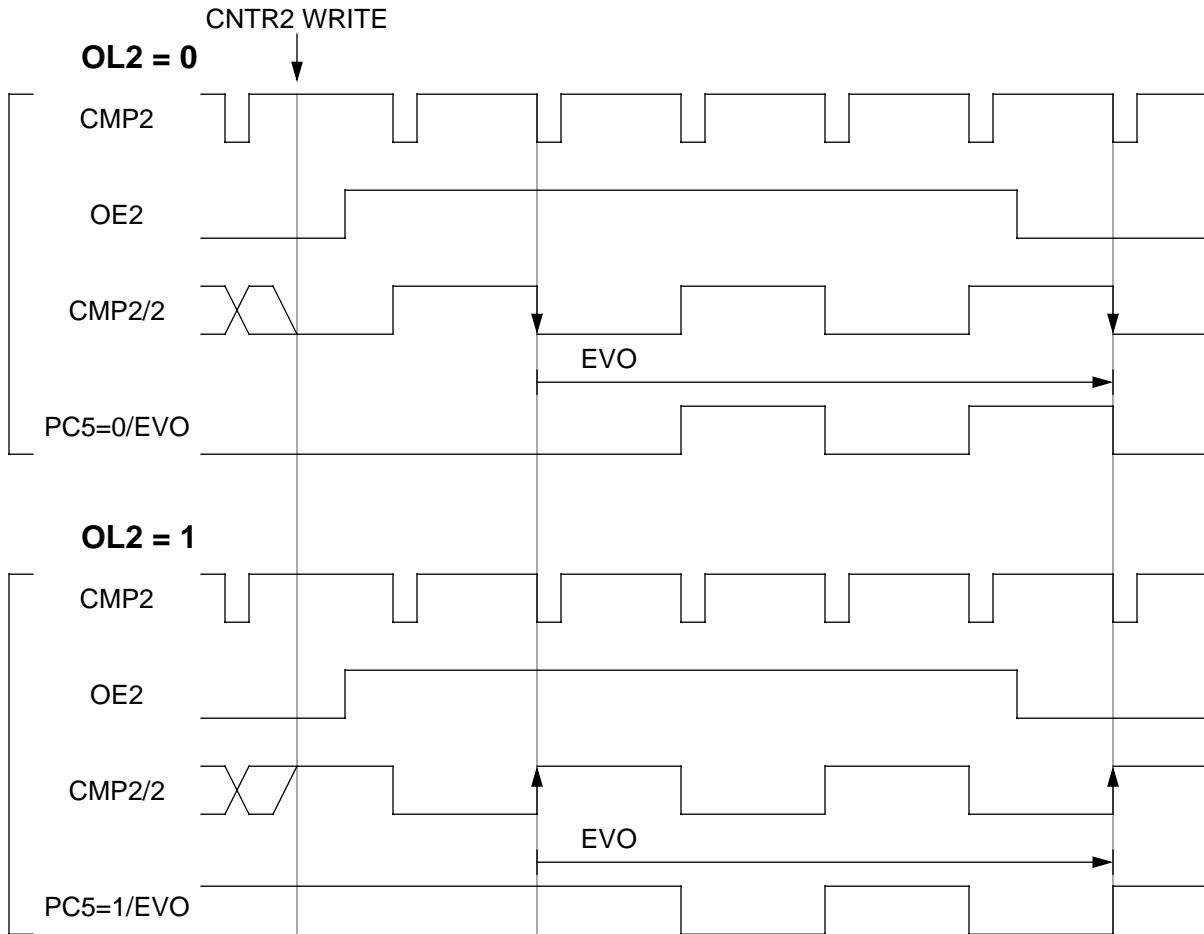 CNTR2 WRITE
OL2 = 0
CMP2
OE2
CMP2/2
EVO
PC5=0/EVO
OL2 = 1
CMP2
OE2
CMP2/2
EVO
PC5=1/EVO